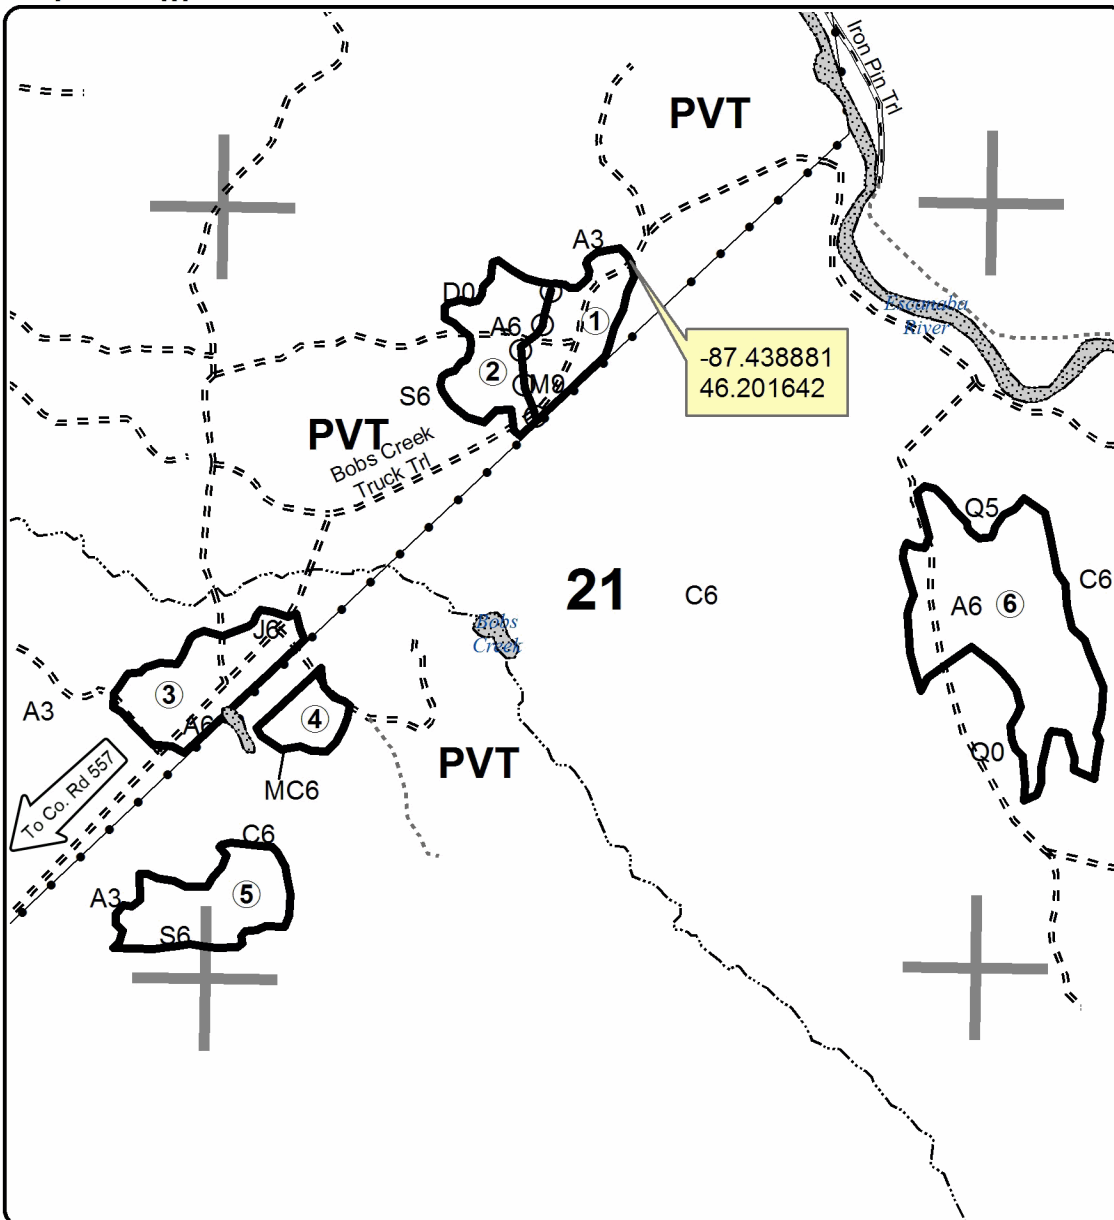 Iron Pin Trl
PVT
A3
D0
A6
1
Escanaba
River
-87.438881
46.201642
2
M9
S6
PVT
Bobs Creek
Truck Trl
Q5
21
C6
C6
A6
6
Bobs
Creek
J6
3
A3
A6
4
PVT
Q0
To Co. Rd 557
MC6
C6
A3
5
S6